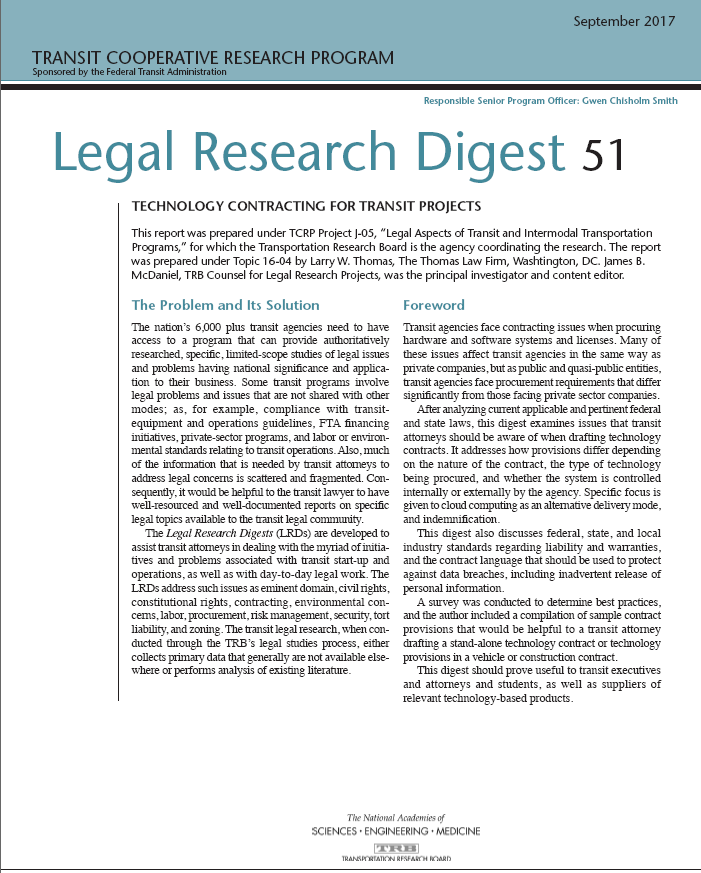 September 2017
TRANSIT COOPERATIVE RESEARCH PROGRAM
Sponsored by the Federal Transit Administration
Responsible Senior Program Officer: Gwen Chisholm Smith
Legal Research Digest 51
TECHNOLOGY CONTRACTING FOR TRANSIT PROJECTS
This report was prepared under TCRP Project J-05, “Legal Aspects of Transit and Intermodal Transportation
Programs,” for which the Transportation Research Board is the agency coordinating the research. The report
was prepared under Topic 16-04 by Larry W. Thomas, The Thomas Law Firm, Washtington, DC. James B.
McDaniel, TRB Counsel for Legal Research Projects, was the principal investigator and content editor.
The Problem and Its Solution
The nation’s 6,000 plus transit agencies need to have
access to a program that can provide authoritatively
researched, specific, limited-scope studies of legal issues
and problems having national significance and applica-
tion to their business. Some transit programs involve
legal problems and issues that are not shared with other
modes; as, for example, compliance with transit-
equipment and operations guidelines, FTA financing
initiatives, private-sector programs, and labor or environ-
mental standards relating to transit operations. Also, much
of the information that is needed by transit attorneys to
address legal concerns is scattered and fragmented. Con-
sequently, it would be helpful to the transit lawyer to have
well-resourced and well-documented reports on specific
legal topics available to the transit legal community.
The Legal Research Digests (LRDs) are developed to
assist transit attorneys in dealing with the myriad of initia-
tives and problems associated with transit start-up and
operations, as well as with day-to-day legal work. The
LRDs address such issues as eminent domain, civil rights,
constitutional rights, contracting, environmental con-
cerns, labor, procurement, risk management, security, tort
liability, and zoning. The transit legal research, when con-
ducted through the TRB’s legal studies process, either
collects primary data that generally are not available else-
where or performs analysis of existing literature.
Foreword
Transit agencies face contracting issues when procuring
hardware and software systems and licenses. Many of
these issues affect transit agencies in the same way as
private companies, but as public and quasi-public entities,
transit agencies face procurement requirements that differ
significantly from those facing private sector companies.
After analyzing current applicable and pertinent federal
and state laws, this digest examines issues that transit
attorneys should be aware of when drafting technology
contracts. It addresses how provisions differ depending
on the nature of the contract, the type of technology
being procured, and whether the system is controlled
internally or externally by the agency. Specific focus is
given to cloud computing as an alternative delivery mode,
and indemnification.
This digest also discusses federal, state, and local
industry standards regarding liability and warranties,
and the contract language that should be used to protect
against data breaches, including inadvertent release of
personal information.
A survey was conducted to determine best practices,
and the author included a compilation of sample contract
provisions that would be helpful to a transit attorney
drafting a stand-alone technology contract or technology
provisions in a vehicle or construction contract.
This digest should prove useful to transit executives
and attorneys and students, as well as suppliers of
relevant technology-based products.
The National Academies of
SCIENCES • ENGINEERING • MEDICINE
TRB
TRANSPORTATION RESEARCH BOARD